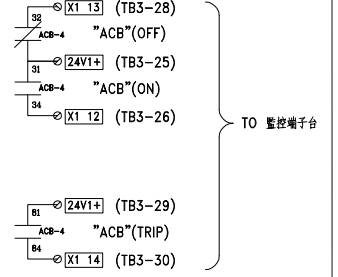 X1 13 (TB3-28)
32
ACB-4 "ACB"(OFF)
31 24V1+ (TB3-25)
ACB-4 "ACB"(ON)
34 X1 12 (TB3-26)
TO 監控端子台
24V1+ (TB3-29)
81
ACB-4 "ACB"(TRIP)
84 X1 14 (TB3-30)